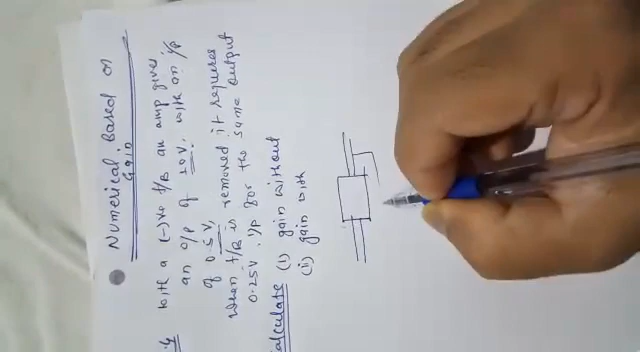 Numerical based on
Gain.
with a (-)ve f/B an amp gives
an o/p of 10V. with an i/p
of 0.5V,
when f/B is removed it requires
0.25V i/p for the same output
alculate (i) gain without
(ii) gain with